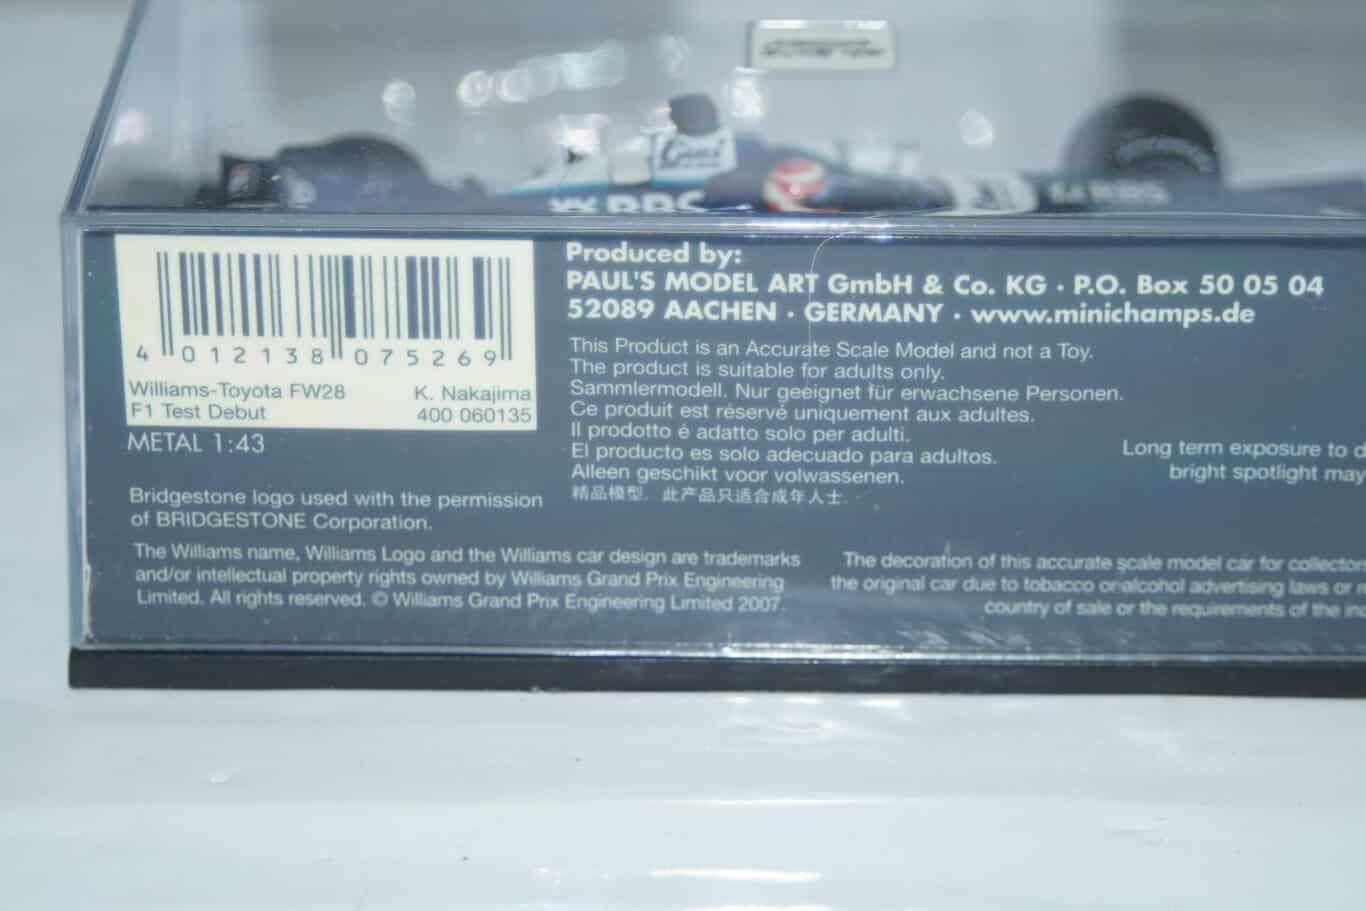 RBS
RBS
4 012138 075269
Williams-Toyota FW28 K. Nakajima
F1 Test Debut 400 060135
METAL 1:43
Bridgestone logo used with the permission
of BRIDGESTONE Corporation.
The Williams name, Williams Logo and the Williams car design are trademarks
and/or intellectual property rights owned by Williams Grand Prix Engineering
Limited. All rights reserved. © Williams Grand Prix Engineering Limited 2007.
Produced by:
PAUL'S MODEL ART GmbH & Co. KG · P.O. Box 50 05 04
52089 AACHEN · GERMANY · www.minichamps.de
This Product is an Accurate Scale Model and not a Toy.
The product is suitable for adults only.
Sammlermodell. Nur geeignet für erwachsene Personen.
Ce produit est réservé uniquement aux adultes.
Il prodotto é adatto solo per adulti.
El producto es solo adecuado para adultos.
Alleen geschikt voor volwassenen.
精品模型，此产品只适合成年人士
Long term exposure to
bright spotlight may
The decoration of this accurate scale model car for
the original car due to tobacco or alcohol advertising laws or
country of sale or the requirements of the